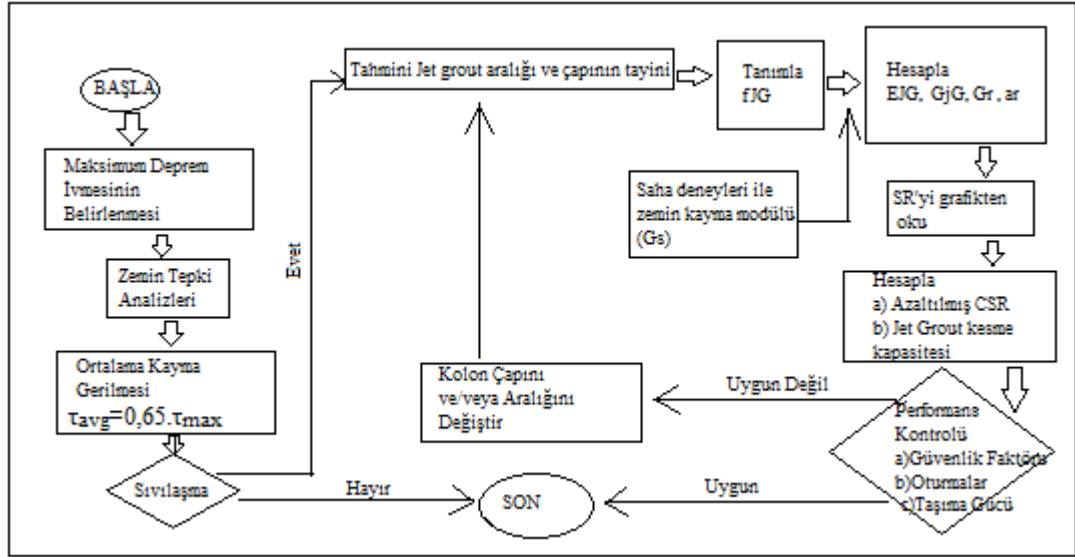 BAŞLA
Maksimum Deprem
İvmesinin
Belirlenmesi
Zemin Tepki
Analizleri
Ortalama Kayma
Gerilmesi
τavg=0,65.τmax
Sıvılaşma
Evet
Hayır
Tahmini Jet grout aralığı ve çapının tayini
Tanımla
fJG
Hesapla
EJG, GjG, Gr , ar
Saha deneyleri ile
zemin kayma modülü
(Gs)
SR'yi grafikten
oku
Hesapla
a) Azaltılmış CSR
b) Jet Grout kesme
kapasitesi
Performans
Kontrolü
a)Güvenlik Faktörü
b)Oturmalar
c)Taşıma Gücü
Uygun Değil
Kolon Çapını
ve/veya Aralığını
Değiştir
Uygun
SON